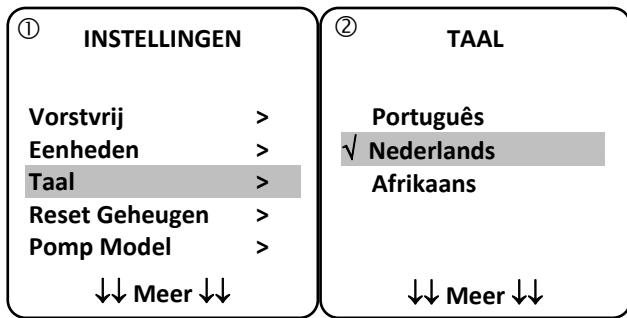 ①
INSTELLINGEN
Vorstvrij >
Eenheden >
Taal >
Reset Geheugen >
Pomp Model >
↓↓ Meer ↓↓
②
TAAL
Português
√ Nederlands
Afrikaans
↓↓ Meer ↓↓